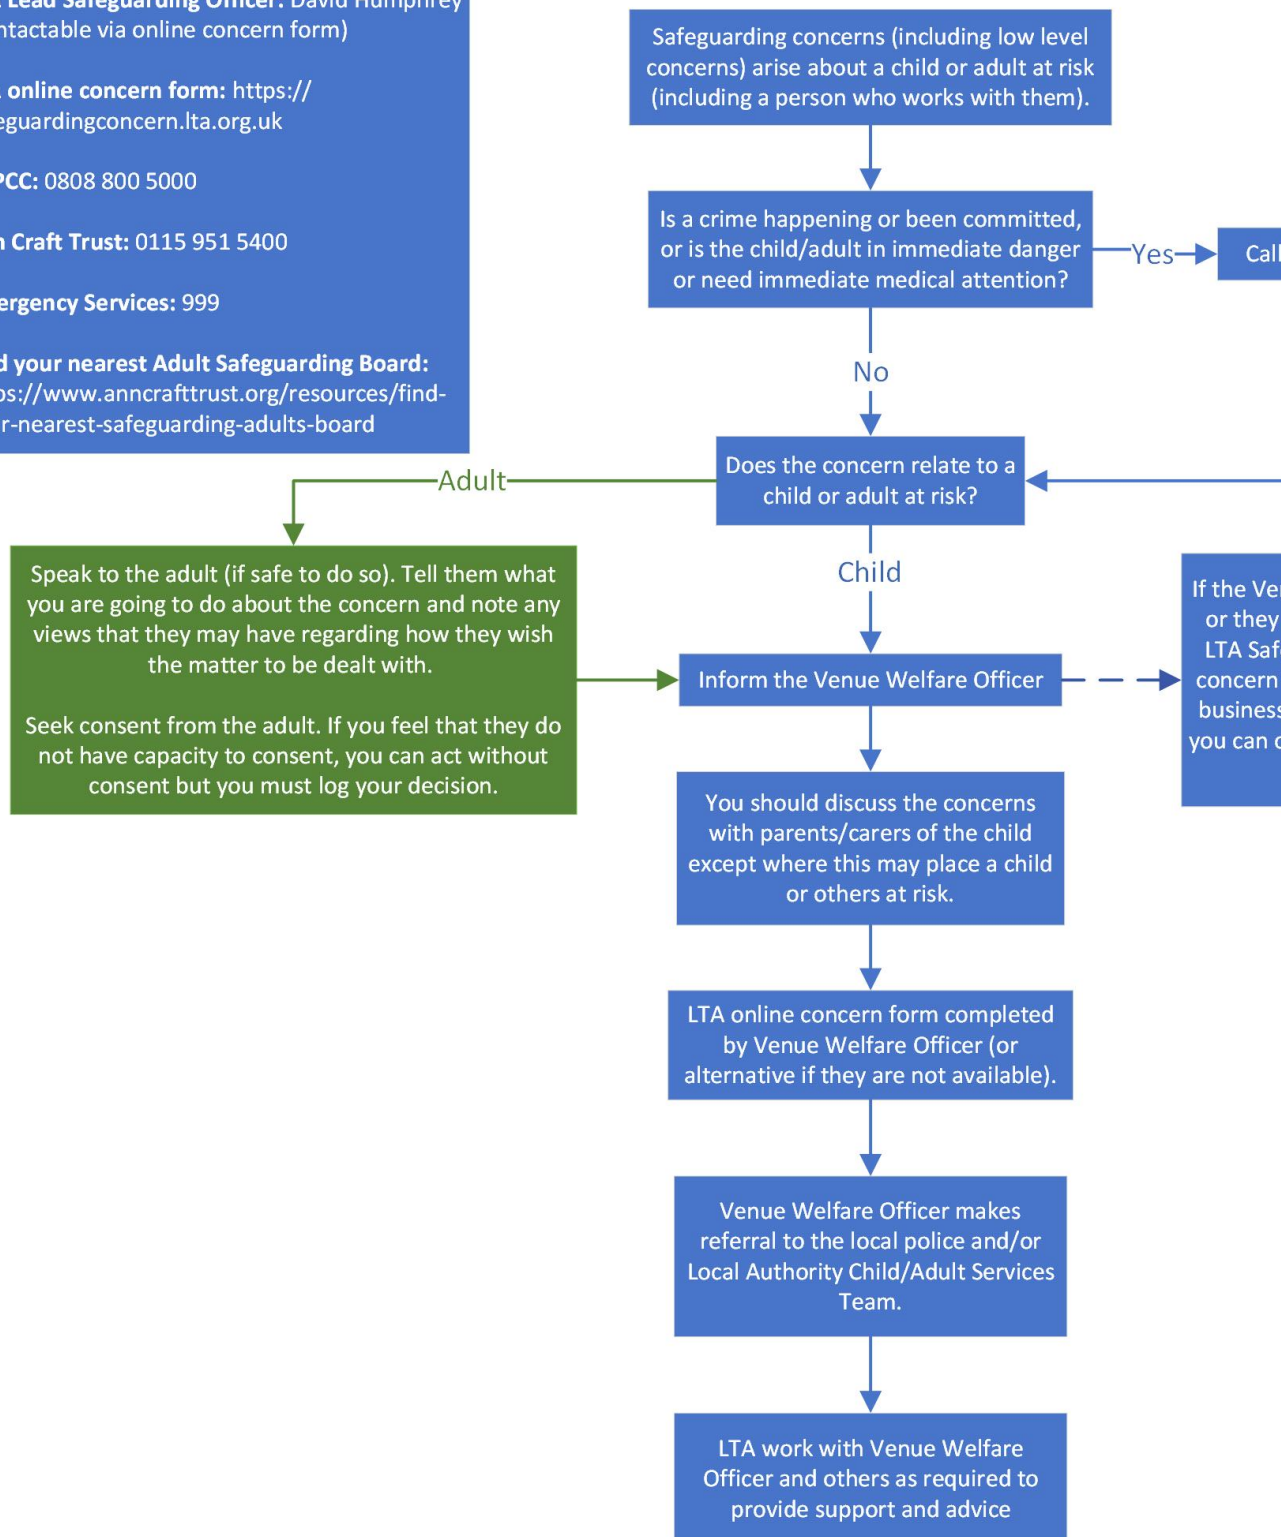 Lead Safeguarding Officer: David Humphrey
ntactable via online concern form)
online concern form: https://
eguardingconcern.lta.org.uk
PCC: 0808 800 5000
n Craft Trust: 0115 951 5400
ergency Services: 999
d your nearest Adult Safeguarding Board:
ps://www.anncrafttrust.org/resources/find-
r-nearest-safeguarding-adults-board
Safeguarding concerns (including low level
concerns) arise about a child or adult at risk
(including a person who works with them).
Is a crime happening or been committed,
or is the child/adult in immediate danger
or need immediate medical attention?
Yes
Call
No
Does the concern relate to a
child or adult at risk?
Adult
Child
Speak to the adult (if safe to do so). Tell them what
you are going to do about the concern and note any
views that they may have regarding how they wish
the matter to be dealt with.
Seek consent from the adult. If you feel that they do
not have capacity to consent, you can act without
consent but you must log your decision.
Inform the Venue Welfare Officer
If the Ve
or they
LTA Saf
concern
business
you can
You should discuss the concerns
with parents/carers of the child
except where this may place a child
or others at risk.
LTA online concern form completed
by Venue Welfare Officer (or
alternative if they are not available).
Venue Welfare Officer makes
referral to the local police and/or
Local Authority Child/Adult Services
Team.
LTA work with Venue Welfare
Officer and others as required to
provide support and advice